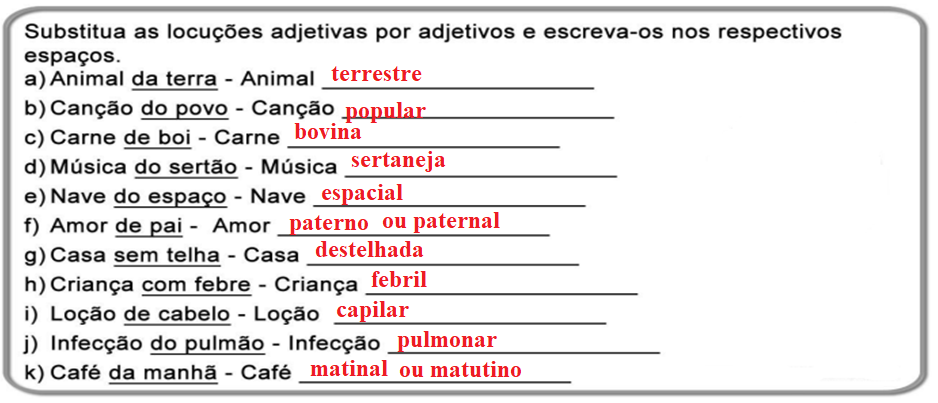 Substitua as locuções adjetivas por adjetivos e escreva-os nos respectivos
espaços.
a) Animal da terra - Animal terrestre
b) Canção do povo - Canção popular
c) Carne de boi - Carne bovina
d) Música do sertão - Música sertaneja
e) Nave do espaço - Nave espacial
f) Amor de pai - Amor paterno ou paternal
g) Casa sem telha - Casa destelhada
h) Criança com febre - Criança febril
i) Loção de cabelo - Loção capilar
j) Infecção do pulmão - Infecção pulmonar
k) Café da manhã - Café matinal ou matutino